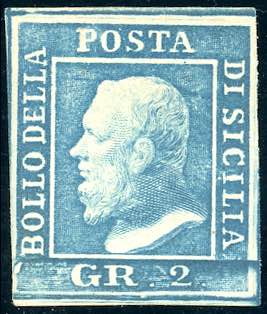 BOLLO DELLA
POSTA
DI SICILIA
GR. 2